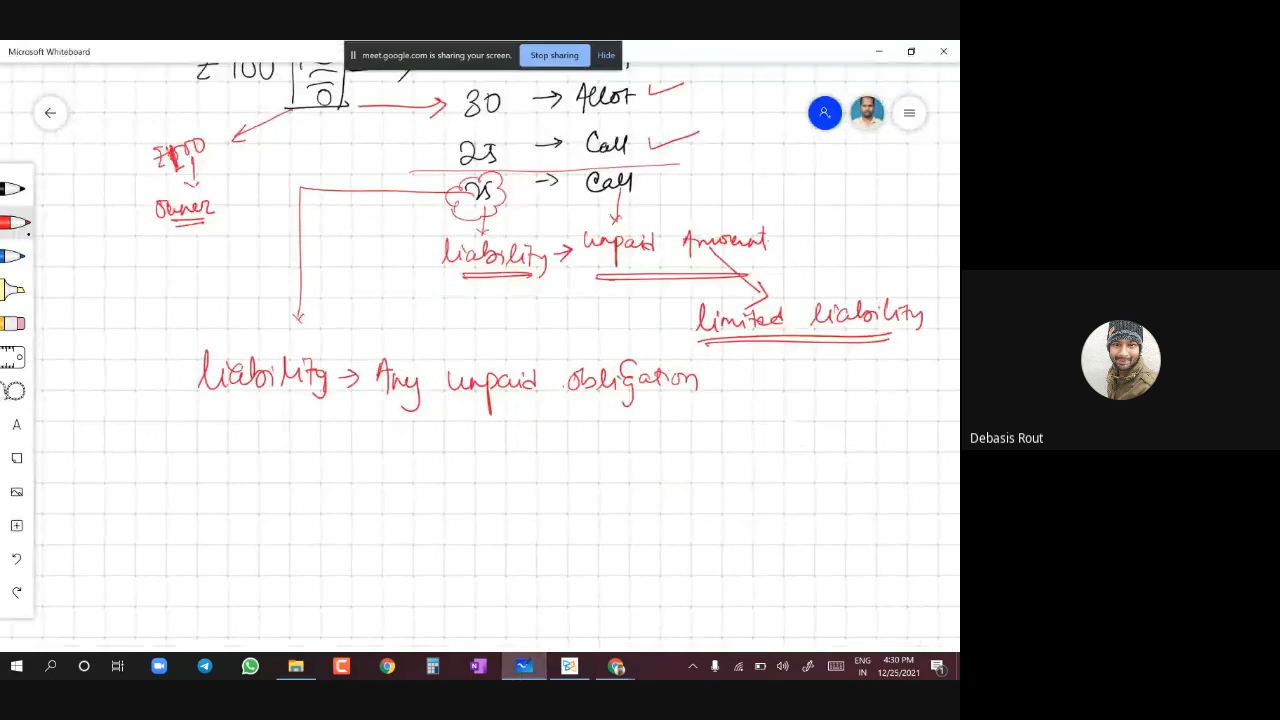 Microsoft Whiteboard
meet.google.com is sharing your screen.
Stop sharing
Hide
₹ 100
30 → Allot
25 → Call
25 → Call
owner
liability → unpaid Amount
limited liability
liability → Any unpaid obligation
Debasis Rout
ENG
IN
4:30 PM
12/25/2021